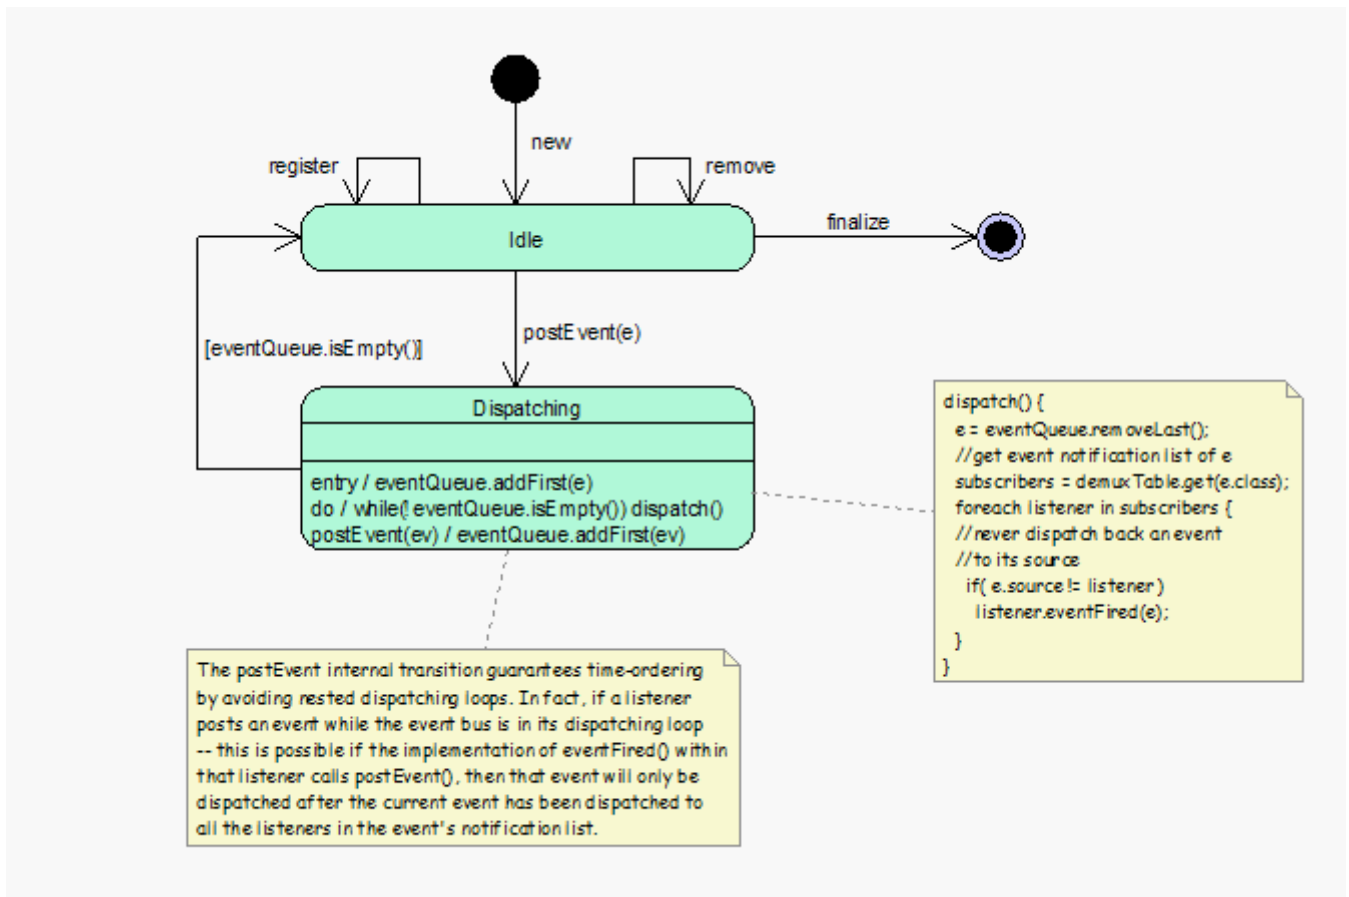 new
register
remove
finalize
Idle
postEvent(e)
[eventQueue.isEmpty()]
Dispatching
entry / eventQueue.addFirst(e)
do / while(! eventQueue.isEmpty()) dispatch()
postEvent(ev) / eventQueue.addFirst(ev)
dispatch() {
e = eventQueue.removeLast();
//get event notification list of e
subscribers = demuxTable.get(e.class);
foreach listener in subscribers {
//never dispatch back an event
//to its source
if( e.source != listener )
listener.eventFired(e);
}
}
The postEvent internal transition guarantees time-ordering
by avoiding nested dispatching loops. In fact, if a listener
posts an event while the event bus is in its dispatching loop
-- this is possible if the implementation of eventFired() within
that listener calls postEvent(), then that event will only be
dispatched after the current event has been dispatched to
all the listeners in the event's notification list.